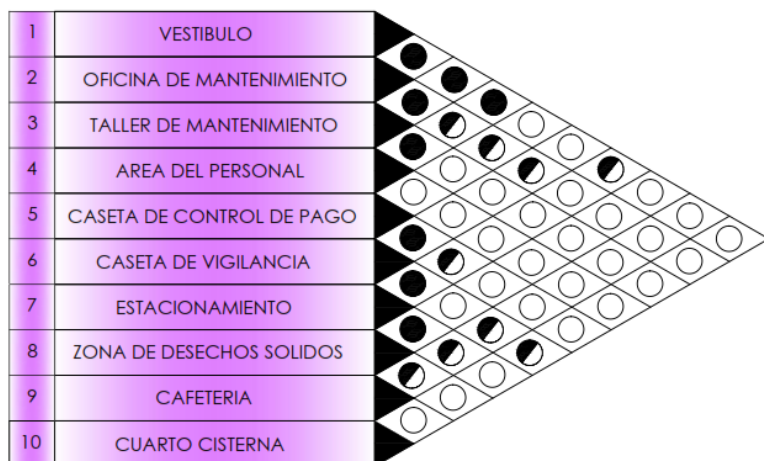 1 VESTIBULO
2 OFICINA DE MANTENIMIENTO
3 TALLER DE MANTENIMIENTO
4 AREA DEL PERSONAL
5 CASETA DE CONTROL DE PAGO
6 CASETA DE VIGILANCIA
7 ESTACIONAMIENTO
8 ZONA DE DESECHOS SOLIDOS
9 CAFETERIA
10 CUARTO CISTERNA